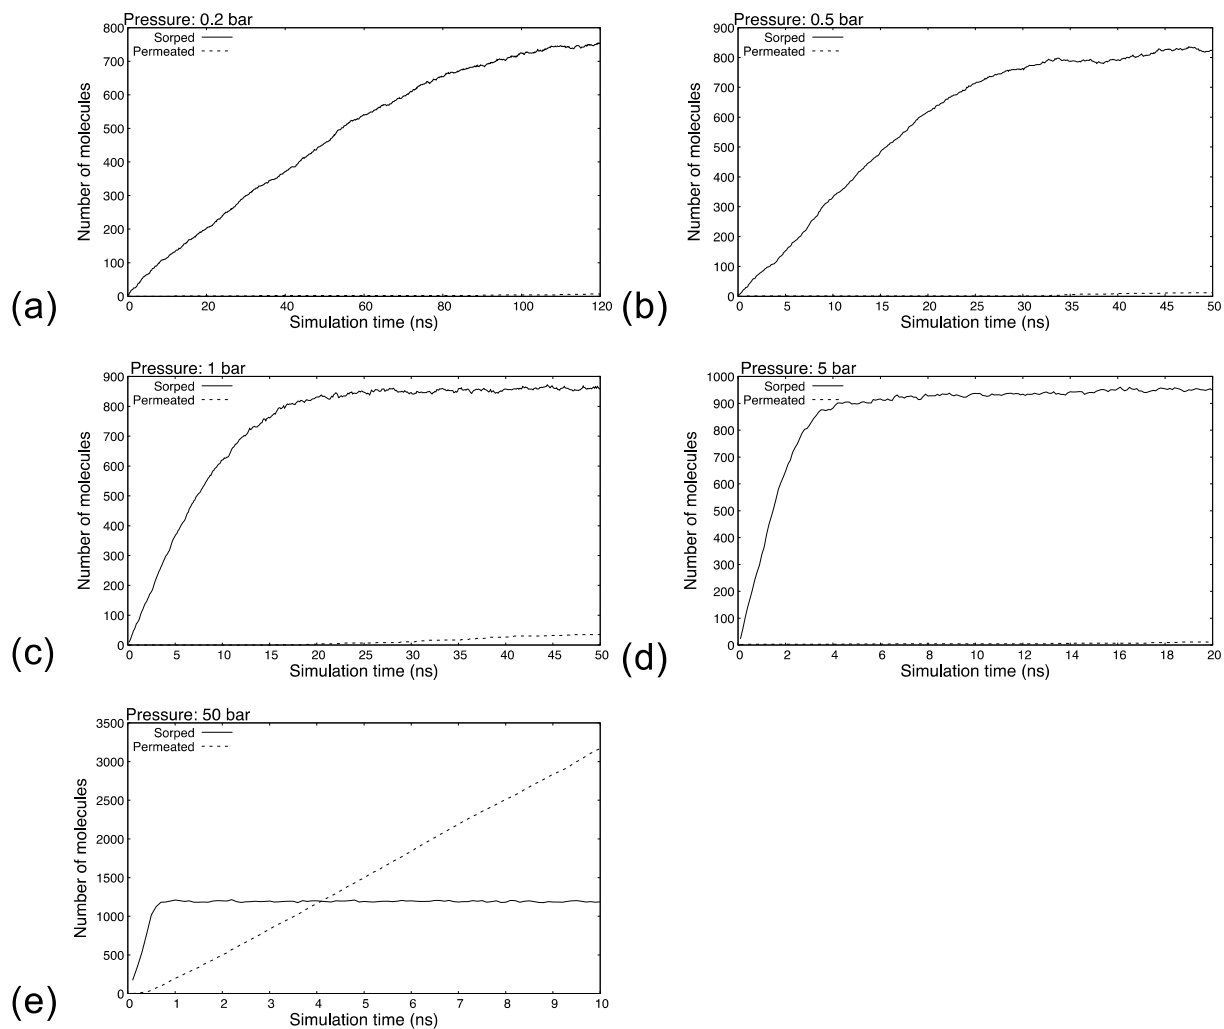 Pressure: 0.2 bar
800
700
600
500
400
300
200
100
0
Number of molecules
Sorped
Permeated
0 20 40 60 80 100 120
Simulation time (ns)
(a)
Pressure: 0.5 bar
900
800
700
600
500
400
300
200
100
0
Number of molecules
Sorped
Permeated
0 5 10 15 20 25 30 35 40 45 50
Simulation time (ns)
(b)
Pressure: 1 bar
900
800
700
600
500
400
300
200
100
0
Number of molecules
Sorped
Permeated
0 5 10 15 20 25 30 35 40 45 50
Simulation time (ns)
(c)
Pressure: 5 bar
1000
900
800
700
600
500
400
300
200
100
0
Number of molecules
Sorped
Permeated
0 2 4 6 8 10 12 14 16 18 20
Simulation time (ns)
(d)
Pressure: 50 bar
3500
3000
2500
2000
1500
1000
500
0
Number of molecules
Sorped
Permeated
0 1 2 3 4 5 6 7 8 9 10
Simulation time (ns)
(e)